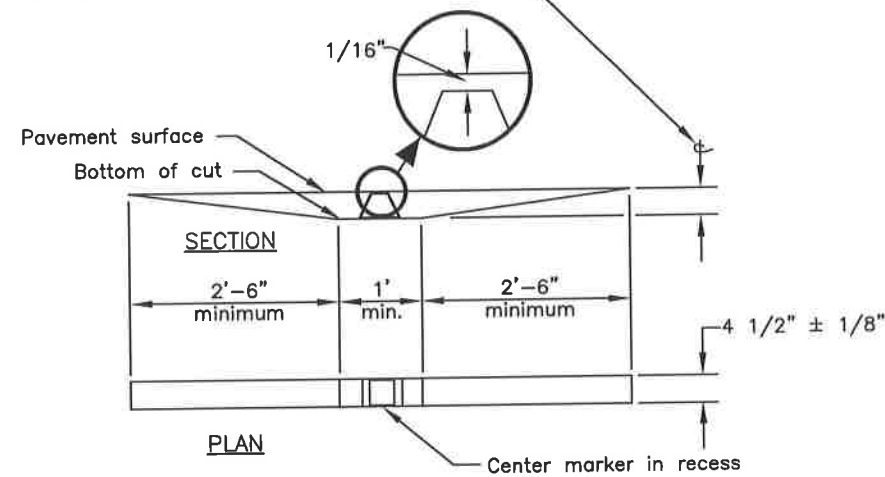 1/16"
Pavement surface
Bottom of cut
SECTION
2'-6"
minimum
1'
min.
2'-6"
minimum
4 1/2" ± 1/8"
PLAN
Center marker in recess